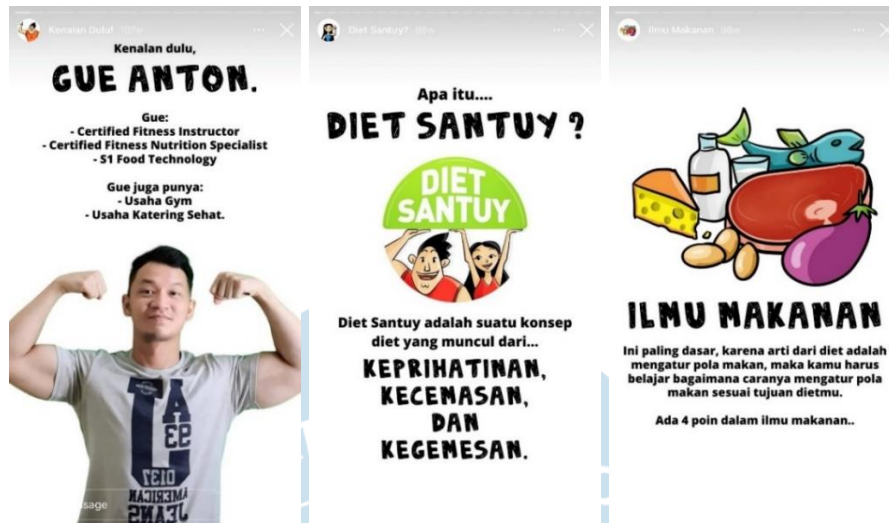 Kenalan Dulu! 107w
Kenalan dulu,
GUE ANTON.
Gue:
- Certified Fitness Instructor
- Certified Fitness Nutrition Specialist
- S1 Food Technology
Gue juga punya:
- Usaha Gym
- Usaha Katering Sehat.
A
93
D137
AMERICAN
JEANS
Diet Santuy?
Apa itu....
DIET SANTUY ?
DIET
SANTUY
Diet Santuy adalah suatu konsep
diet yang muncul dari...
KEPRIHATINAN,
KECEMASAN,
DAN
KEGEMESAN.
Ilmu Makanan
ILMU MAKANAN
Ini paling dasar, karena arti dari diet adalah
mengatur pola makan, maka kamu harus
belajar bagaimana caranya mengatur pola
makan sesuai tujuan dietmu.
Ada 4 poin dalam ilmu makanan..